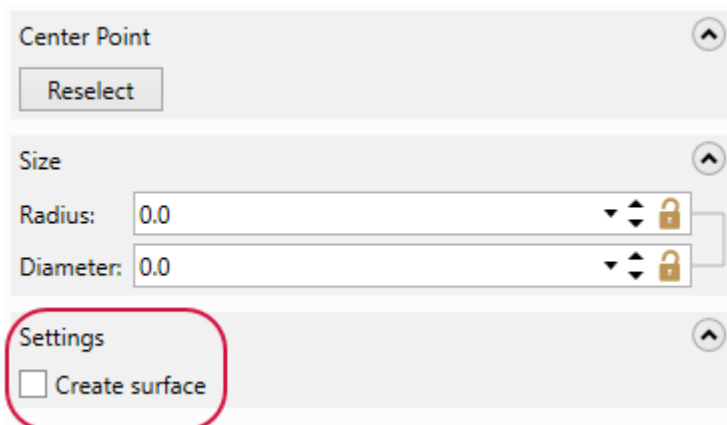 Center Point
Reselect
Size
Radius: 0.0
Diameter: 0.0
Settings
Create surface